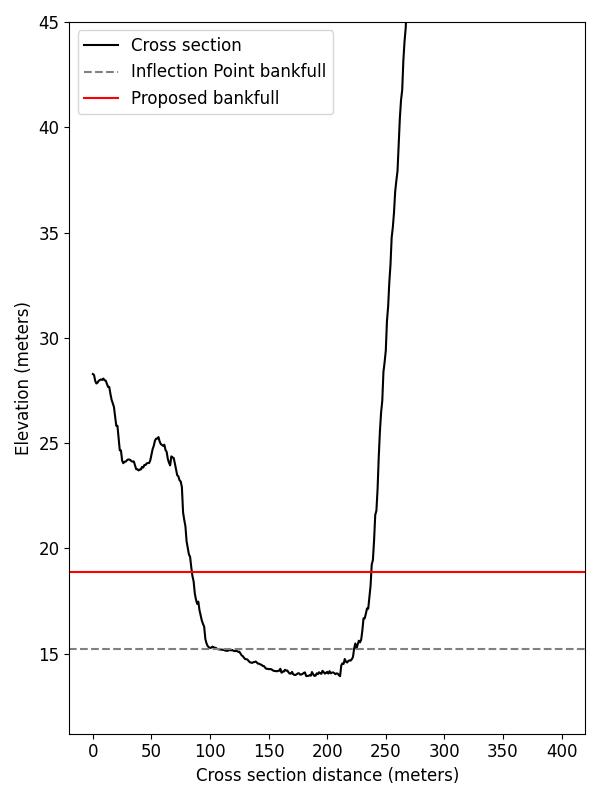 Cross section
Inflection Point bankfull
Proposed bankfull
45
40
35
30
25
20
15
Elevation (meters)
0 50 100 150 200 250 300 350 400
Cross section distance (meters)